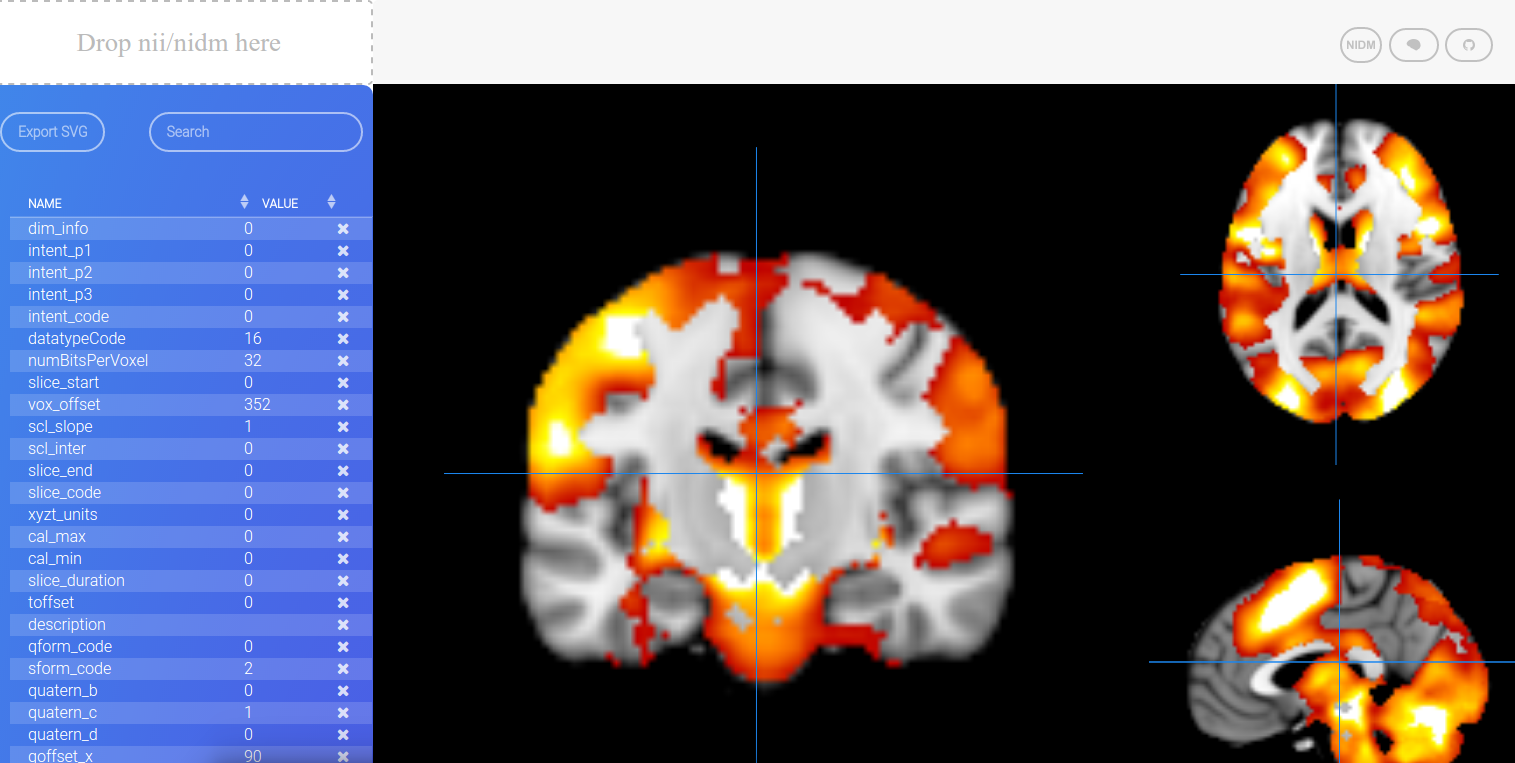 Drop nii/nidm here
NIDM
Export SVG Search
NAME VALUE
dim_info 0
intent_p1 0
intent_p2 0
intent_p3 0
intent_code 0
datatypeCode 16
numBitsPerVoxel 32
slice_start 0
vox_offset 352
scl_slope 1
scl_inter 0
slice_end 0
slice_code 0
xyzt_units 0
cal_max 0
cal_min 0
slice_duration 0
toffset 0
description
qform_code 0
sform_code 2
quatern_b 0
quatern_c 1
quatern_d 0
qoffset_x 90